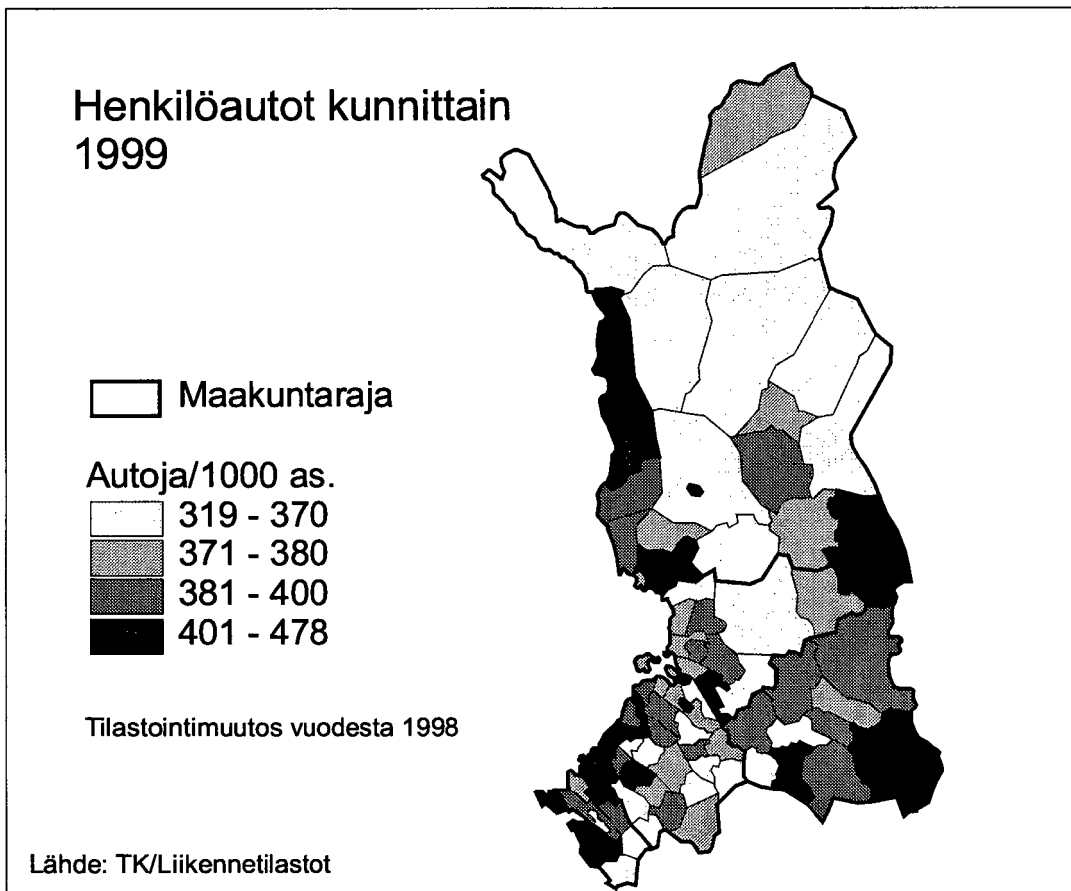 Henkilöautot kunnittain
1999
Maakuntaraja
Autoja/1000 as.
319 - 370
371 - 380
381 - 400
401 - 478
Tilastointimuutos vuodesta 1998
Lähde: TK/Liikennetilastot